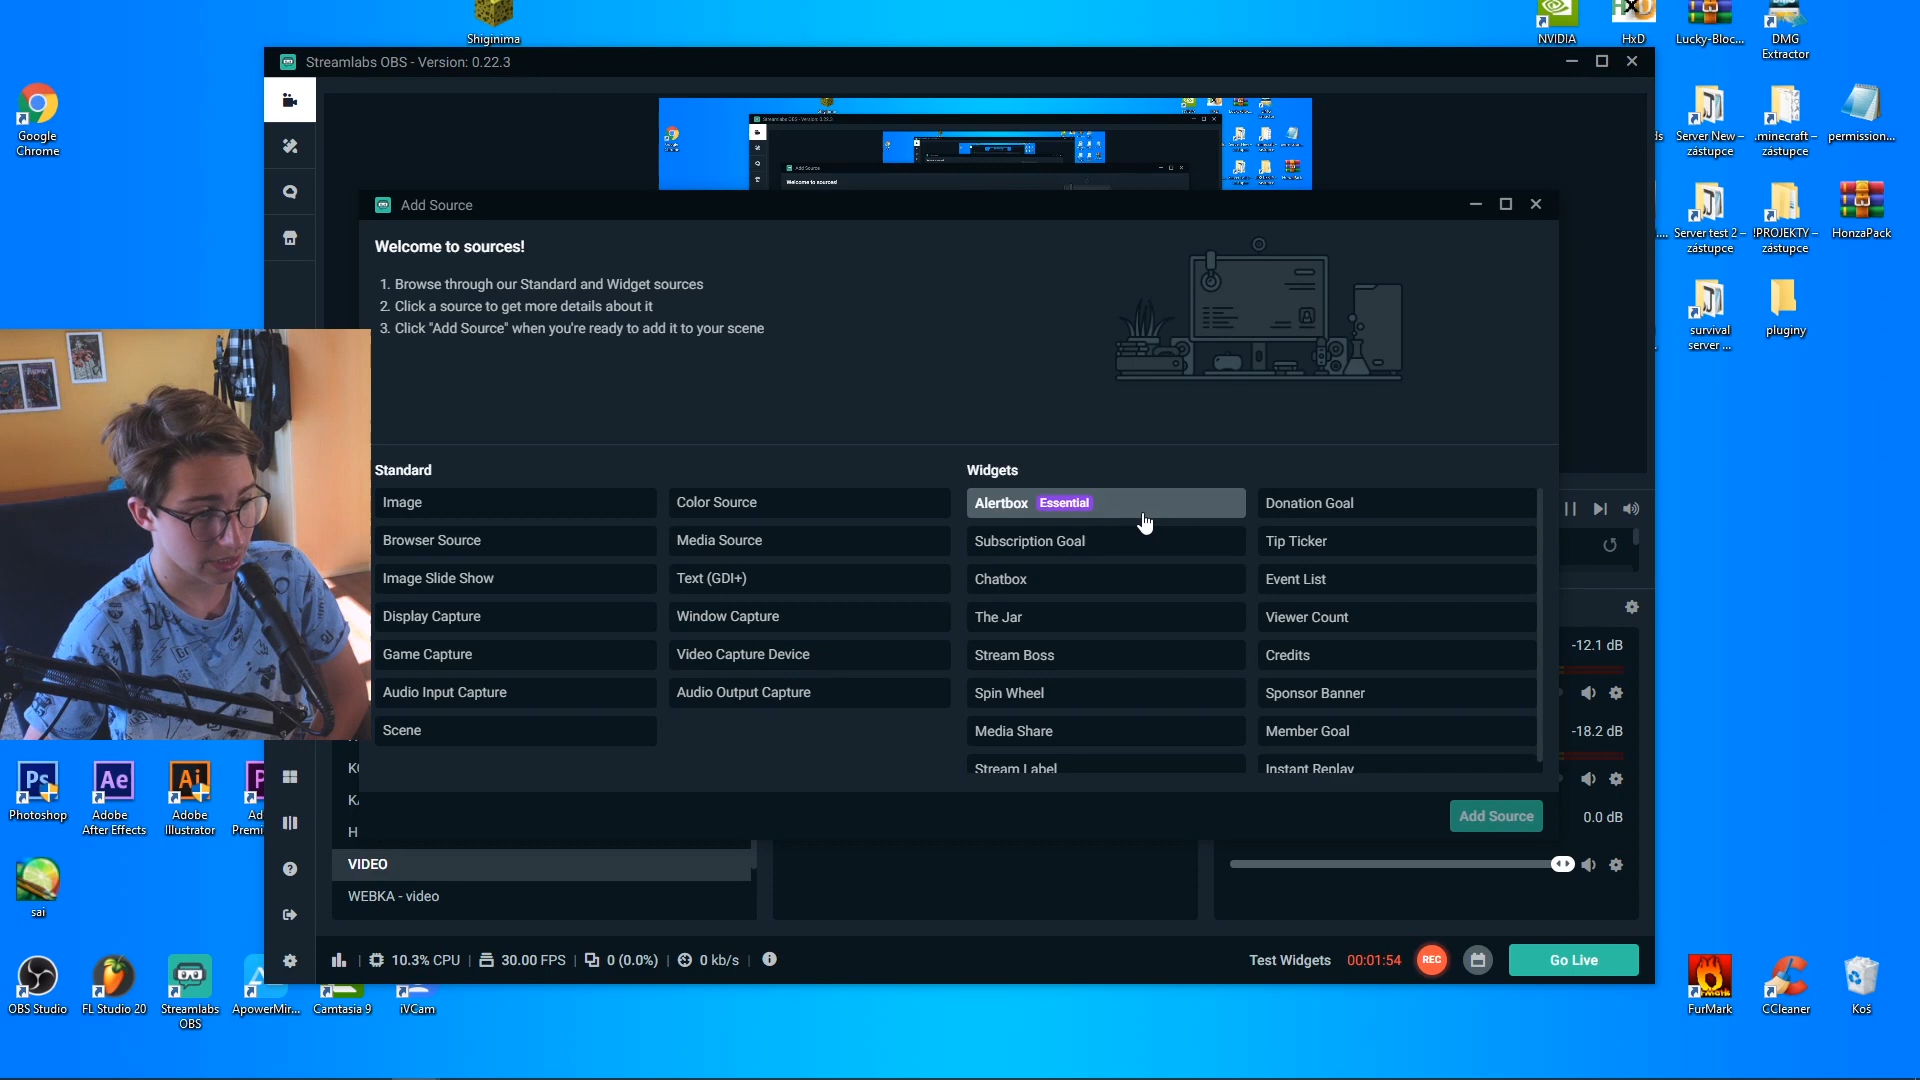 Shiginima
NVIDIA
HxD
Lucky-Bloc...
DMG
Extractor
Streamlabs OBS - Version: 0.22.3
Google
Chrome
Server New –
zástupce
.minecraft –
zástupce
permission...
Add Source
Welcome to sources!
1. Browse through our Standard and Widget sources
2. Click a source to get more details about it
3. Click "Add Source" when you're ready to add it to your scene
Server test 2 –
zástupce
!PROJEKTY –
zástupce
HonzaPack
survival
server ...
pluginy
Standard
Widgets
Image
Color Source
Alertbox Essential
Donation Goal
Browser Source
Media Source
Subscription Goal
Tip Ticker
Image Slide Show
Text (GDI+)
Chatbox
Event List
Display Capture
Window Capture
The Jar
Viewer Count
Game Capture
Video Capture Device
Stream Boss
Credits
Audio Input Capture
Audio Output Capture
Spin Wheel
Sponsor Banner
Scene
Media Share
Member Goal
Stream Label
Instant Replay
-12.1 dB
-18.2 dB
0.0 dB
Add Source
H
VIDEO
WEBKA - video
Ps
Photoshop
Ae
Adobe
After Effects
Ai
Adobe
Illustrator
sai
10.3% CPU
30.00 FPS
0 (0.0%)
0 kb/s
Test Widgets
00:01:54
REC
Go Live
OBS Studio
FL Studio 20
Streamlabs
OBS
ApowerMir...
Camtasia 9
iVCam
FurMark
CCleaner
Koš